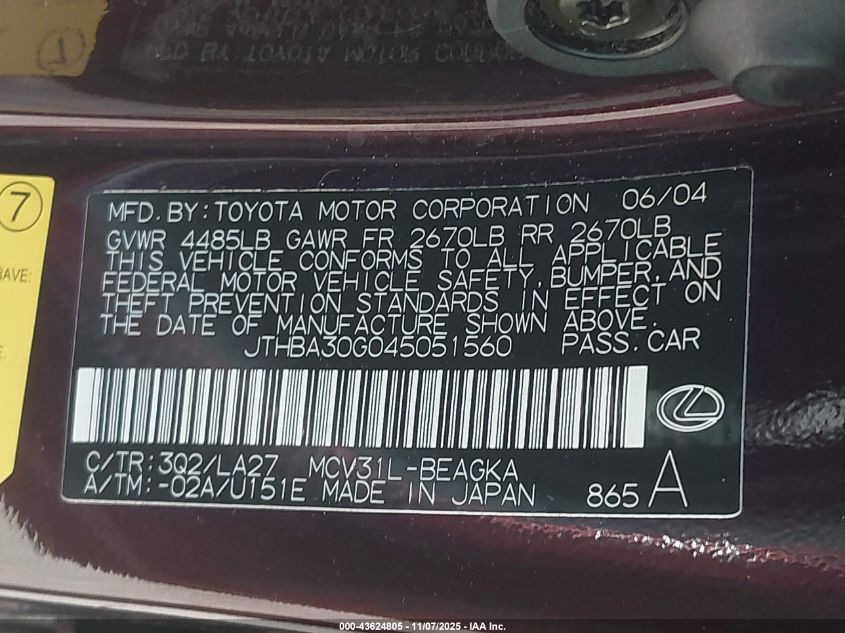 MFD. BY: TOYOTA MOTOR CORPORATION 06/04
GVWR 4485LB GAWR FR 2670LB RR 2670LB
THIS VEHICLE CONFORMS TO ALL APPLICABLE
FEDERAL MOTOR VEHICLE SAFETY, BUMPER, AND
THEFT PREVENTION STANDARDS IN EFFECT ON
THE DATE OF MANUFACTURE SHOWN ABOVE.
JTHBA30G045051560 PASS. CAR
C/TR: 3Q2/LA27 MCV31L-BEAGKA
A/TM: -02A/U151E MADE IN JAPAN 865 A
7
000-43624805 - 11/07/2025 - IAA Inc.